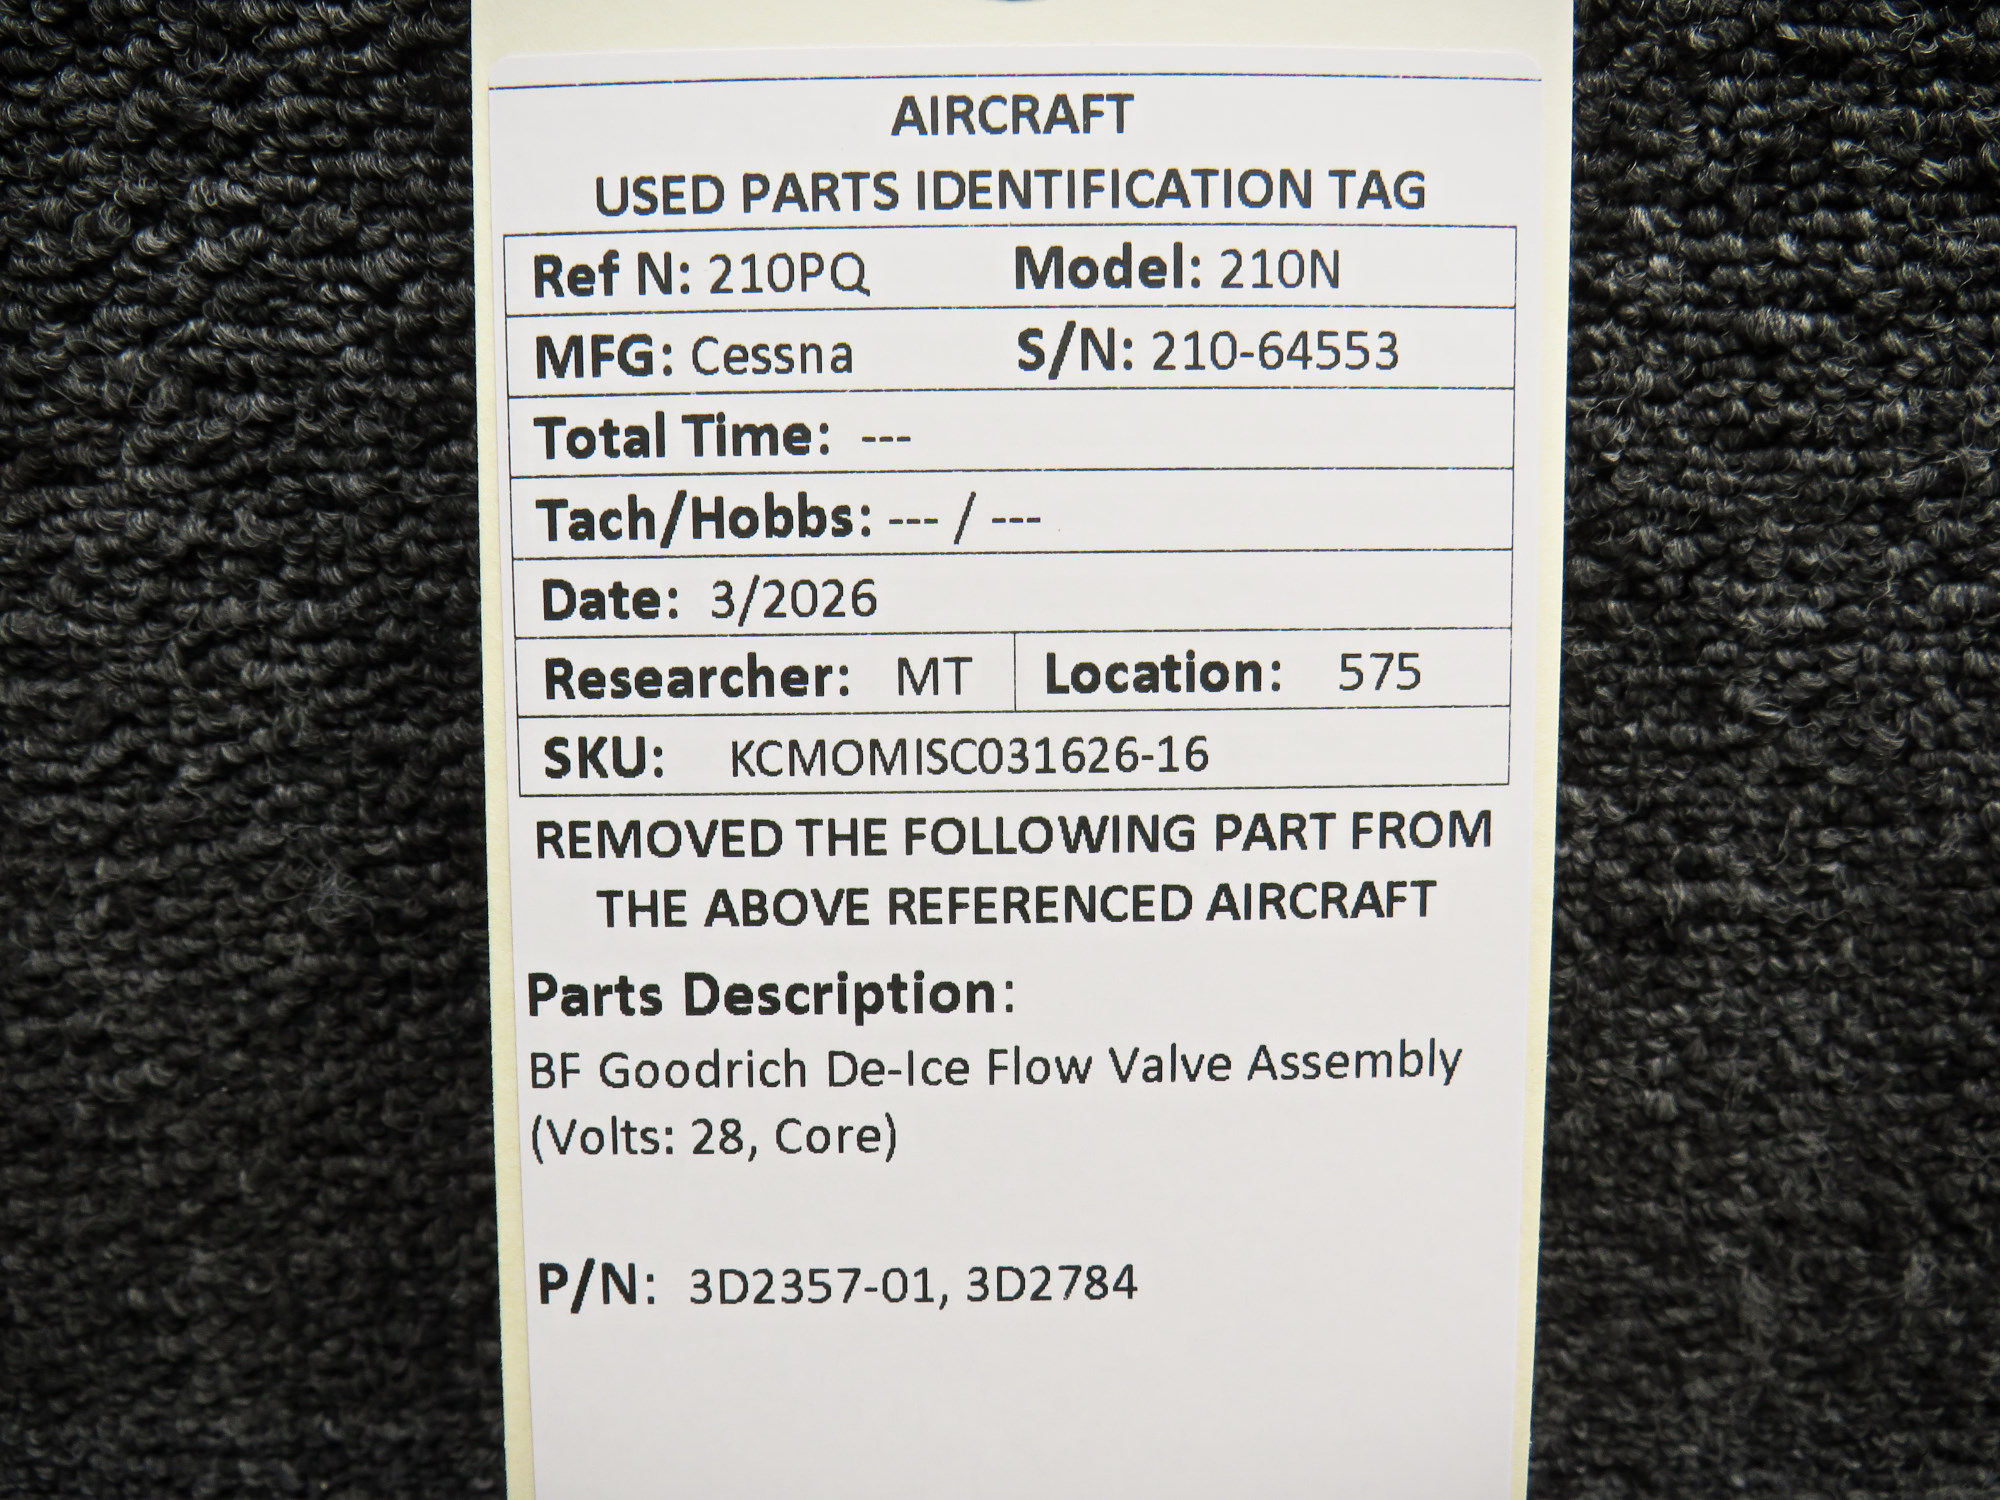 AIRCRAFT
USED PARTS IDENTIFICATION TAG
Ref N: 210PQ Model: 210N
MFG: Cessna S/N: 210-64553
Total Time: ---
Tach/Hobbs: --- / ---
Date: 3/2026
Researcher: MT Location: 575
SKU: KCMOMISC031626-16
REMOVED THE FOLLOWING PART FROM
THE ABOVE REFERENCED AIRCRAFT
Parts Description:
BF Goodrich De-Ice Flow Valve Assembly
(Volts: 28, Core)
P/N: 3D2357-01, 3D2784